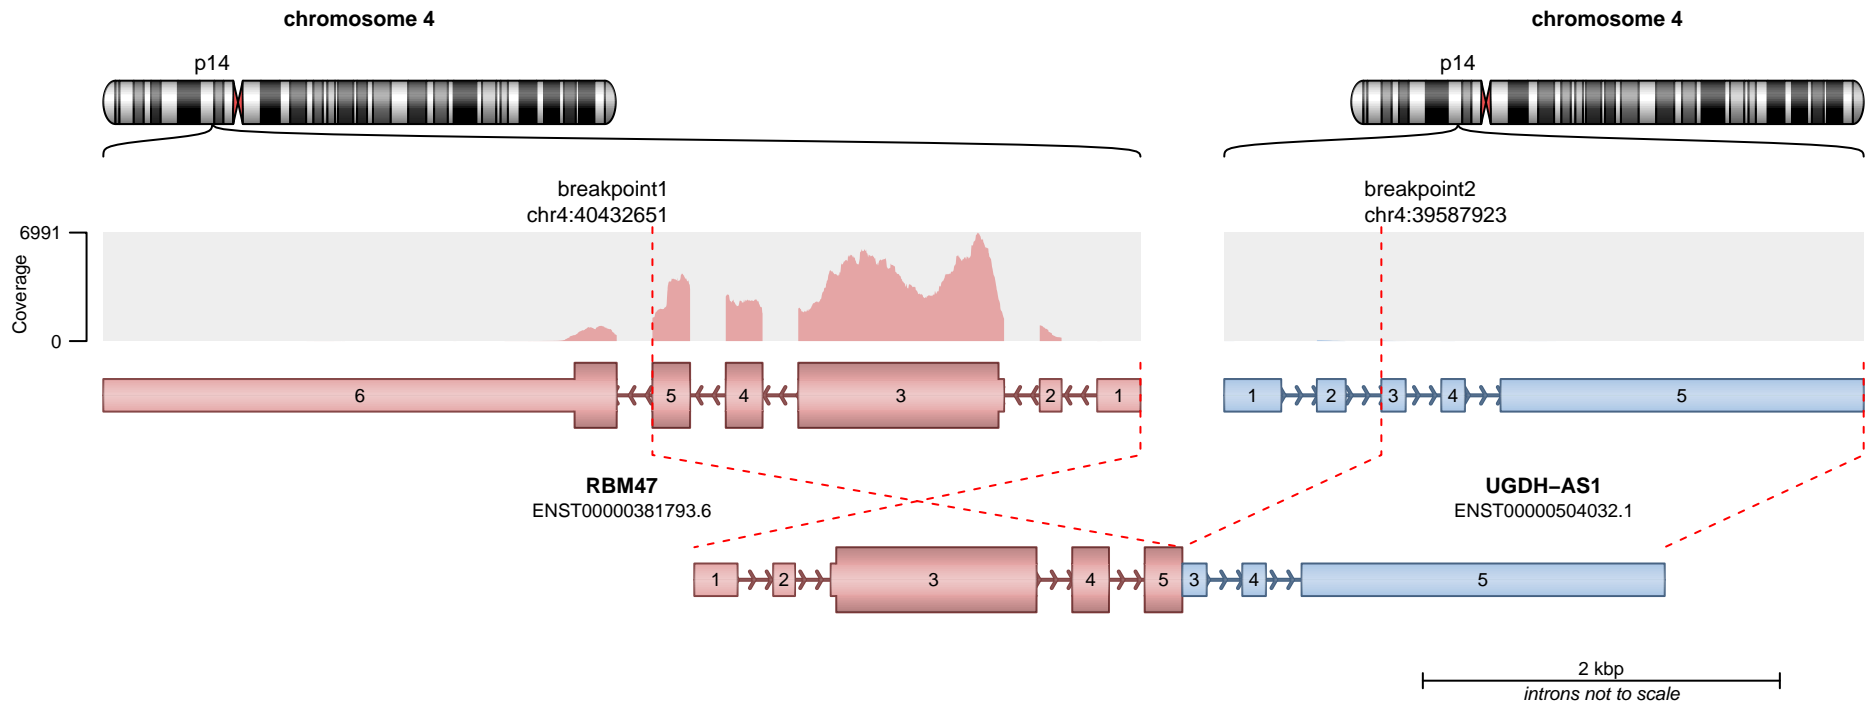 chromosome 4
chromosome 4
p14
p14
breakpoint1
chr4:40432651
breakpoint2
chr4:39587923
6991
Coverage
0
6 5 4 3 2 1
1 2 3 4 5
RBM47
ENST00000381793.6
UGDH−AS1
ENST00000504032.1
1 2 3 4 5 3 4 5
2 kbp
introns not to scale